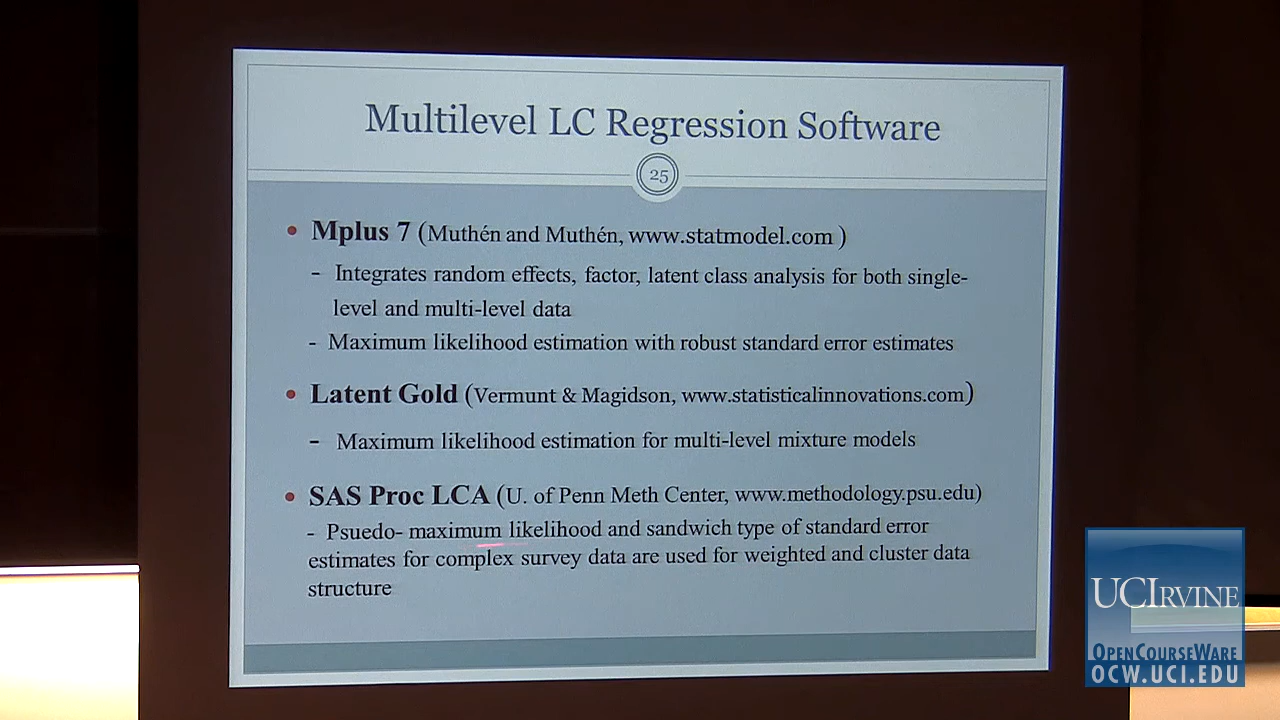 Multilevel LC Regression Software
25
• Mplus 7 (Muthén and Muthén, www.statmodel.com )
- Integrates random effects, factor, latent class analysis for both single-
level and multi-level data
- Maximum likelihood estimation with robust standard error estimates
• Latent Gold (Vermunt & Magidson, www.statisticalinnovations.com)
- Maximum likelihood estimation for multi-level mixture models
• SAS Proc LCA (U. of Penn Meth Center, www.methodology.psu.edu)
- Psuedo- maximum likelihood and sandwich type of standard error
estimates for complex survey data are used for weighted and cluster data
structure
UCIRVINE
OPENCOURSEWARE
OCW.UCI.EDU